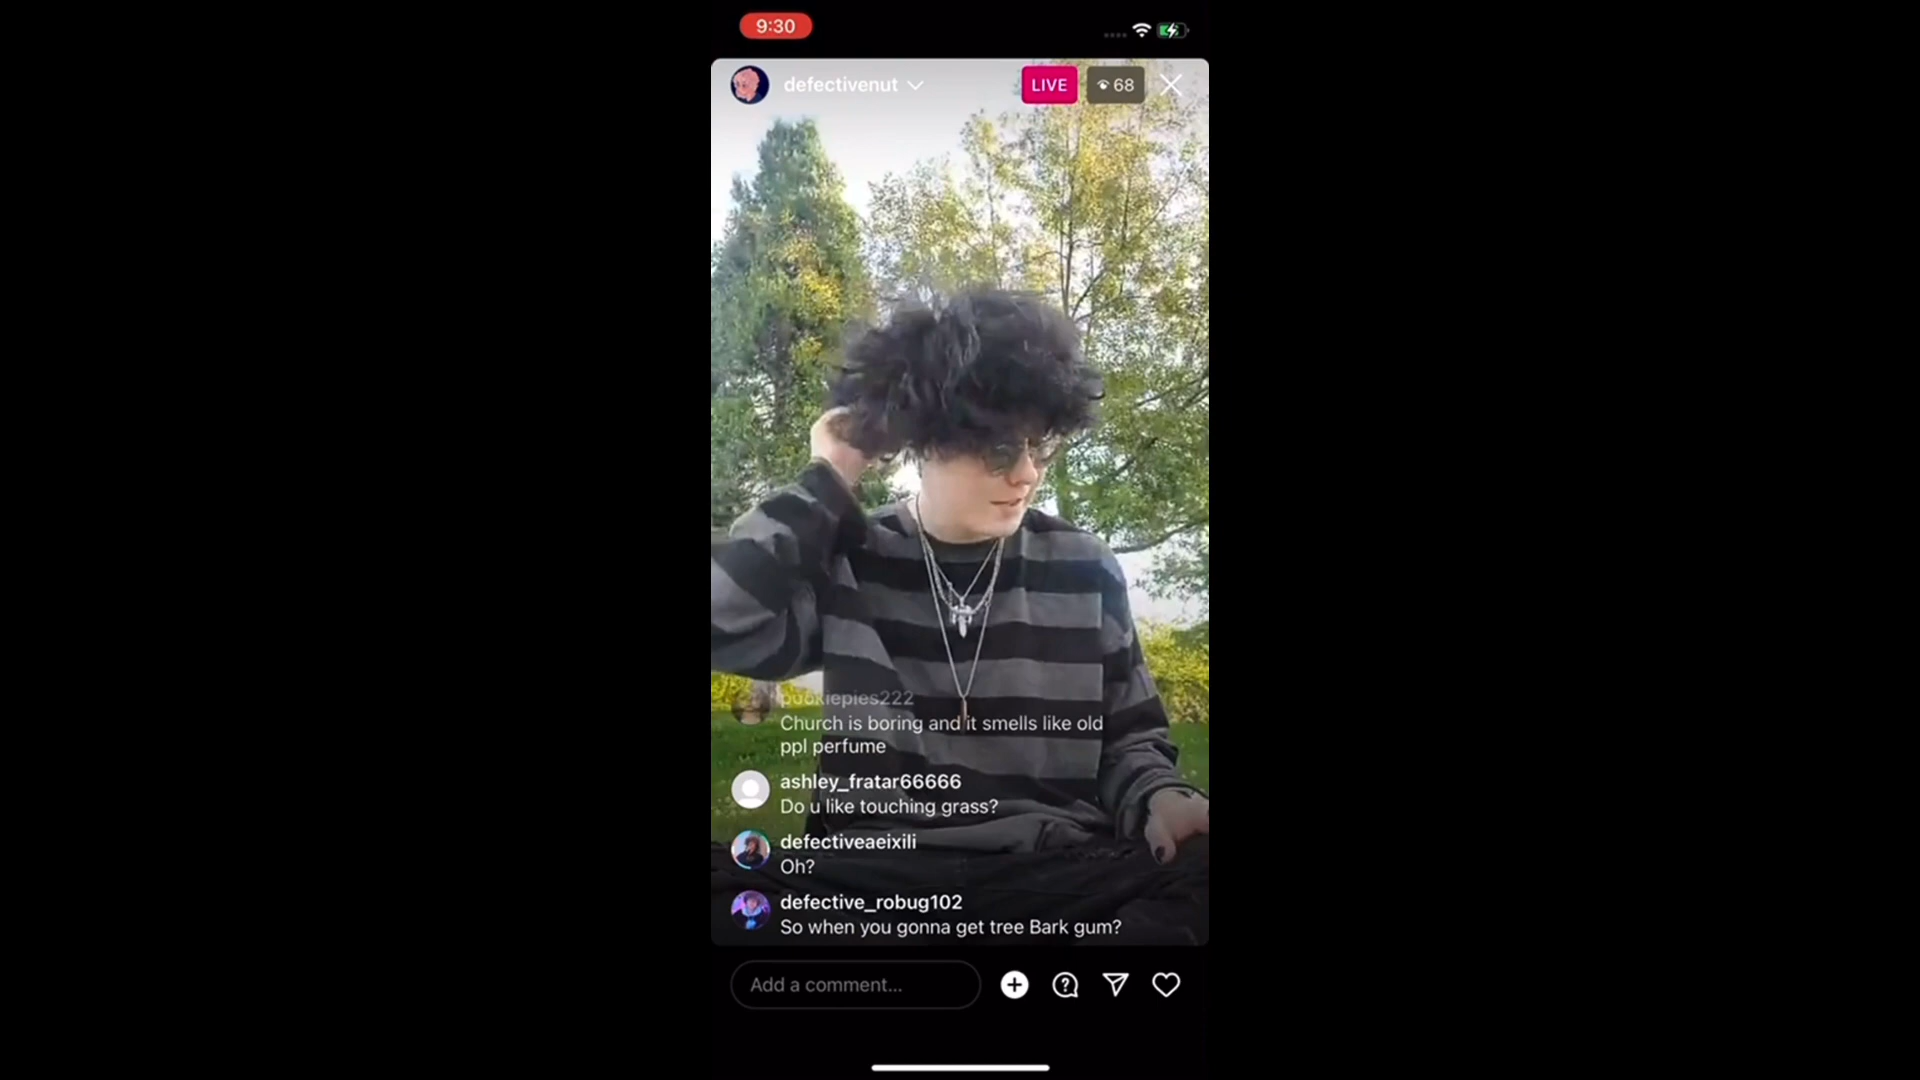 9:30
defectivenut
LIVE
68
pookiepies222
Church is boring and it smells like old
ppl perfume
ashley_fratar66666
Do u like touching grass?
defectiveaeixili
Oh?
defective_robug102
So when you gonna get tree Bark gum?
Add a comment...